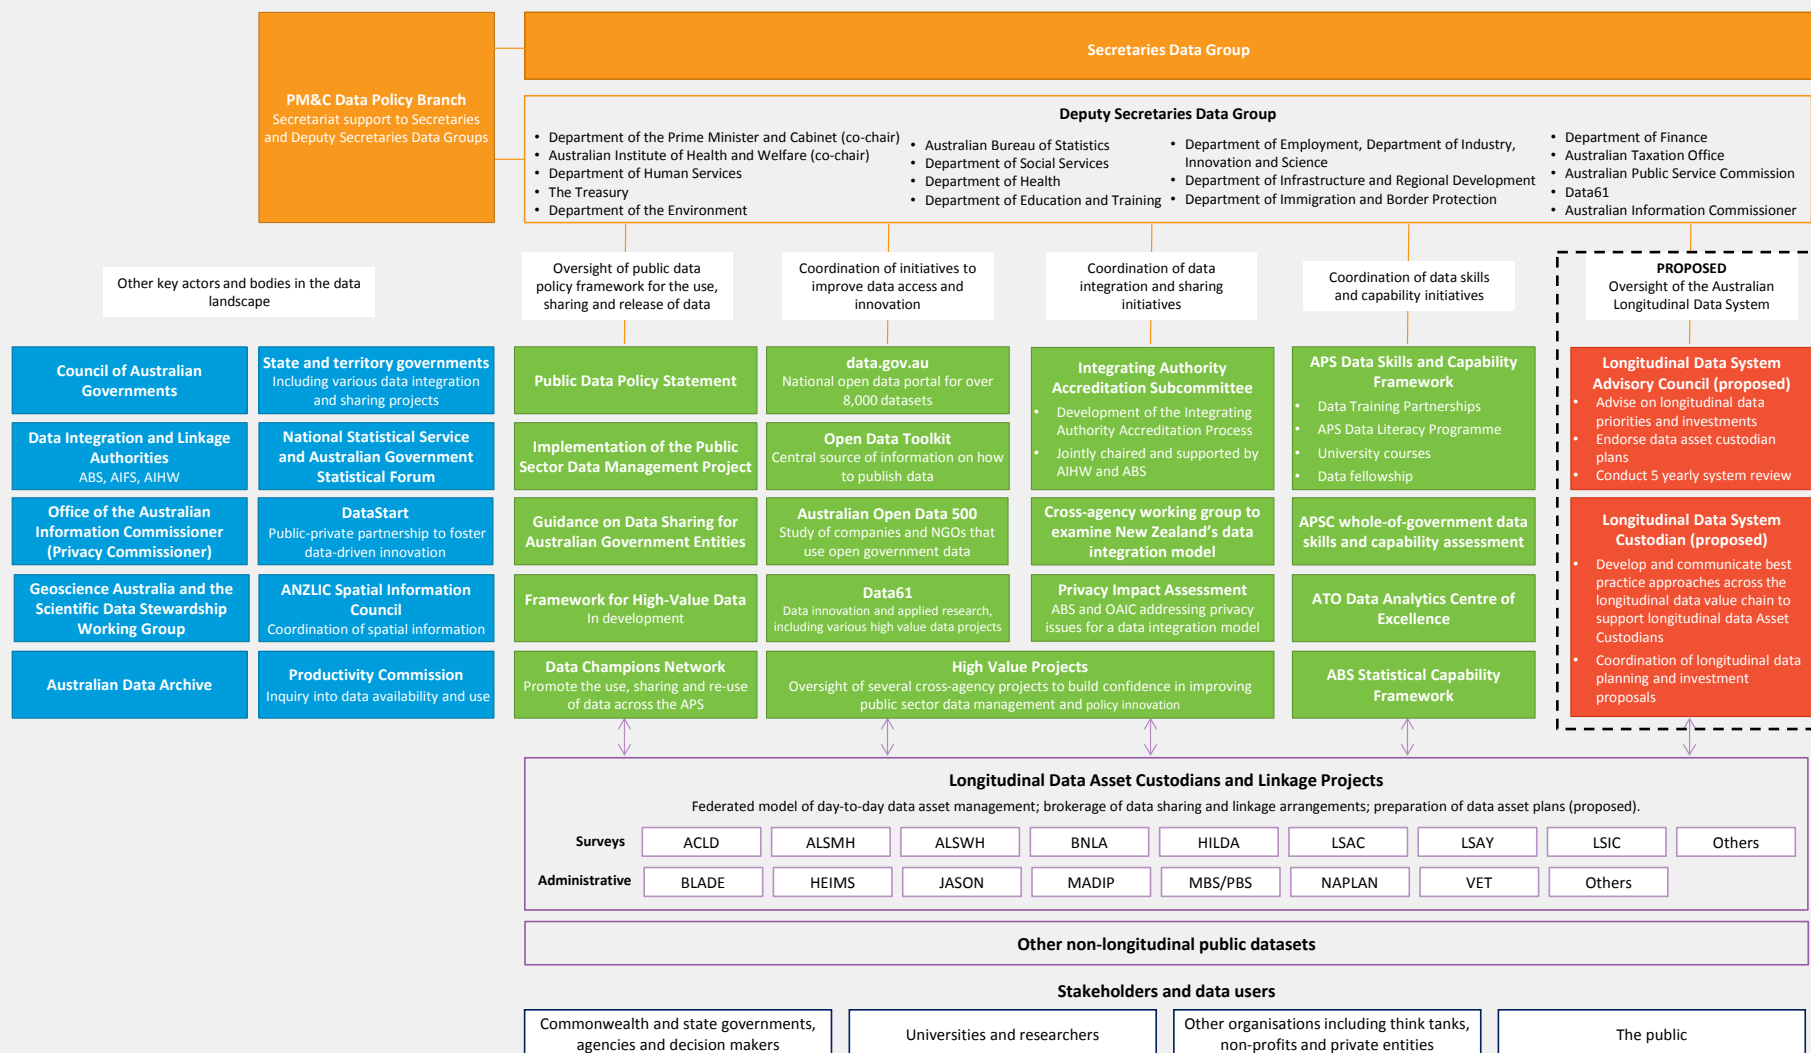 Secretaries Data Group
PM&C Data Policy Branch
Secretariat support to Secretaries
and Deputy Secretaries Data Groups
Deputy Secretaries Data Group
• Department of the Prime Minister and Cabinet (co-chair)
• Australian Institute of Health and Welfare (co-chair)
• Department of Human Services
• The Treasury
• Department of the Environment
• Australian Bureau of Statistics
• Department of Social Services
• Department of Health
• Department of Education and Training
• Department of Employment, Department of Industry,
Innovation and Science
• Department of Infrastructure and Regional Development
• Department of Immigration and Border Protection
• Department of Finance
• Australian Taxation Office
• Australian Public Service Commission
• Data61
• Australian Information Commissioner
Other key actors and bodies in the data
landscape
Council of Australian
Governments
Data Integration and Linkage
Authorities
ABS, AIFS, AIHW
Office of the Australian
Information Commissioner
(Privacy Commissioner)
Geoscience Australia and the
Scientific Data Stewardship
Working Group
Australian Data Archive
State and territory governments
Including various data integration
and sharing projects
National Statistical Service
and Australian Government
Statistical Forum
DataStart
Public-private partnership to foster
data-driven innovation
ANZLIC Spatial Information
Council
Coordination of spatial information
Productivity Commission
Inquiry into data availability and use
Oversight of public data
policy framework for the use,
sharing and release of data
Public Data Policy Statement
Implementation of the Public
Sector Data Management Project
Guidance on Data Sharing for
Australian Government Entities
Framework for High-Value Data
In development
Data Champions Network
Promote the use, sharing and re-use
of data across the APS
Coordination of initiatives to
improve data access and
innovation
data.gov.au
National open data portal for over
8,000 datasets
Open Data Toolkit
Central source of information on how
to publish data
Australian Open Data 500
Study of companies and NGOs that
use open government data
Data61
Data innovation and applied research,
including various high value data projects
High Value Projects
Oversight of several cross-agency projects to build confidence in improving
public sector data management and policy innovation
Coordination of data
integration and sharing
initiatives
Integrating Authority
Accreditation Subcommittee
• Development of the Integrating
Authority Accreditation Process
• Jointly chaired and supported by
AIHW and ABS
Cross-agency working group to
examine New Zealand's data
integration model
Privacy Impact Assessment
ABS and OAIC addressing privacy
issues for a data integration model
Coordination of data skills
and capability initiatives
APS Data Skills and Capability
Framework
• Data Training Partnerships
• APS Data Literacy Programme
• University courses
• Data fellowship
APSC whole-of-government data
skills and capability assessment
ATO Data Analytics Centre of
Excellence
ABS Statistical Capability
Framework
PROPOSED
Oversight of the Australian
Longitudinal Data System
Longitudinal Data System
Advisory Council (proposed)
• Advise on longitudinal data
priorities and investments
• Endorse data asset custodian
plans
• Conduct 5 yearly system review
Longitudinal Data System
Custodian (proposed)
• Develop and communicate best
practice approaches across the
longitudinal data value chain to
support longitudinal data Asset
Custodians
• Coordination of longitudinal data
planning and investment
proposals
Longitudinal Data Asset Custodians and Linkage Projects
Federated model of day-to-day data asset management; brokerage of data sharing and linkage arrangements; preparation of data asset plans (proposed).
Surveys ACLD ALSMH ALSWH BNLA HILDA LSAC LSAY LSIC Others
Administrative BLADE HEIMS JASON MADIP MBS/PBS NAPLAN VET Others
Other non-longitudinal public datasets
Stakeholders and data users
Commonwealth and state governments,
agencies and decision makers
Universities and researchers
Other organisations including think tanks,
non-profits and private entities
The public